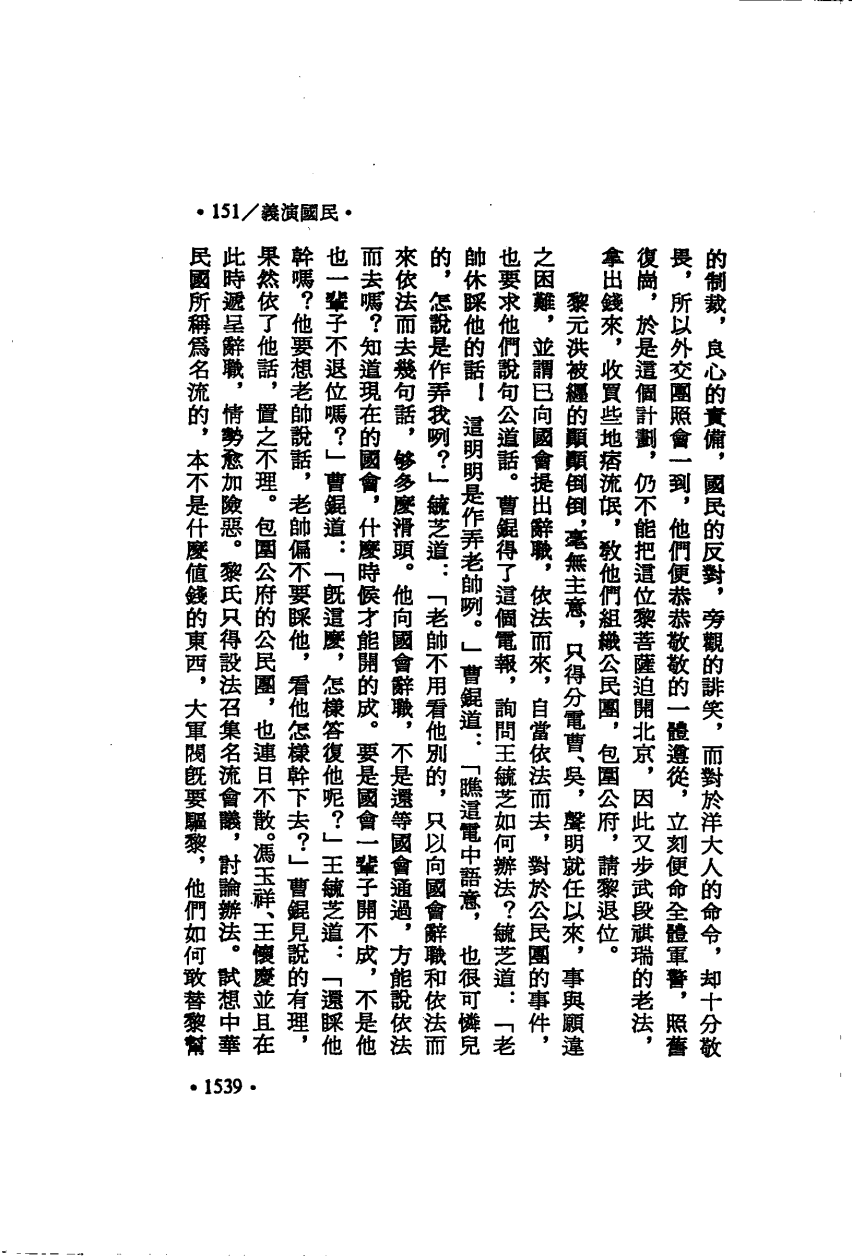 •151/義演國民•
的制裁，良心的責備，國民的反對，旁觀的誹笑，而對於洋大人的命令，却十分敬
畏，所以外交團照會一到，他們便恭恭敬敬的一體遵從，立刻便命全體軍警，照舊
復崗，於是這個計劃，仍不能把這位黎菩薩迫開北京，因此又步武段祺瑞的老法，
拿出錢來，收買些地痞流氓，敎他們組織公民團，包圍公府，請黎退位。
黎元洪被纏的顚顚倒倒，毫無主意，只得分電曹、吳，聲明就任以來，事與願違
之困難，並謂已向國會提出辭職，依法而來，自當依法而去，對於公民團的事件，
也要求他們說句公道話。曹錕得了這個電報，詢問王毓芝如何辦法？毓芝道：「老
帥休睬他的話！這明明是作弄老帥咧。」曹錕道：「瞧這電中語意，也很可憐兒
的，怎說是作弄我咧？」毓芝道：「老帥不用看他別的，只以向國會辭職和依法而
來依法而去幾句話，够多麼滑頭。他向國會辭職，不是還等國會通過，方能說依法
而去嗎？知道現在的國會，什麼時候才能開的成。要是國會一輩子開不成，不是他
也一輩子不退位嗎？」曹錕道：「旣這麼，怎樣答復他呢？」王毓芝道：「還睬他
幹嗎？他要想老帥說話，老帥偏不要睬他，看他怎樣幹下去？」曹錕見說的有理，
果然依了他話，置之不理。包圍公府的公民團，也連日不散。馮玉祥、王懷慶並且在
此時遞呈辭職，情勢愈加險惡。黎氏只得設法召集名流會議，討論辦法。試想中華
民國所稱爲名流的，本不是什麼値錢的東西，大軍閥旣要驅黎，他們如何敢替黎幫
•1539•